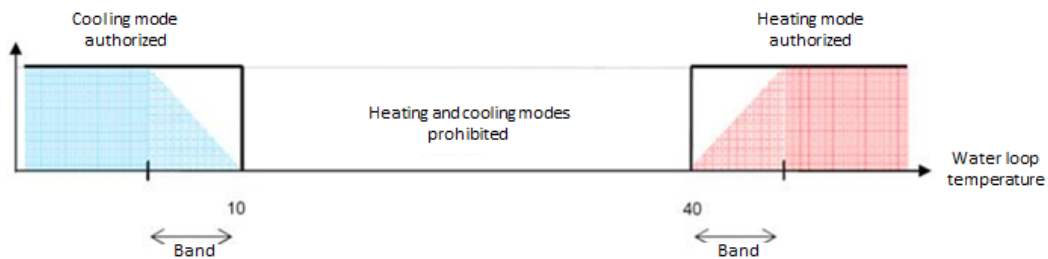 Cooling mode
authorized
Heating mode
authorized
Heating and cooling modes
prohibited
Water loop
temperature
10
40
Band
Band